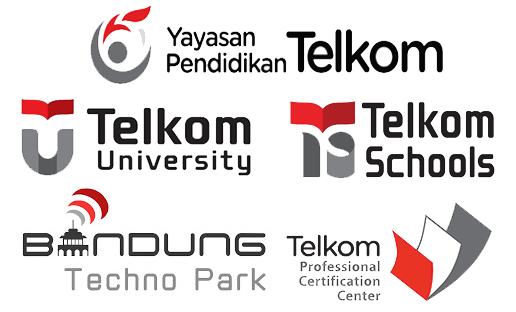 Yayasan
Pendidikan Telkom
Telkom
University
Telkom
Schools
BANDUNG
Techno Park
Telkom
Professional
Certification
Center